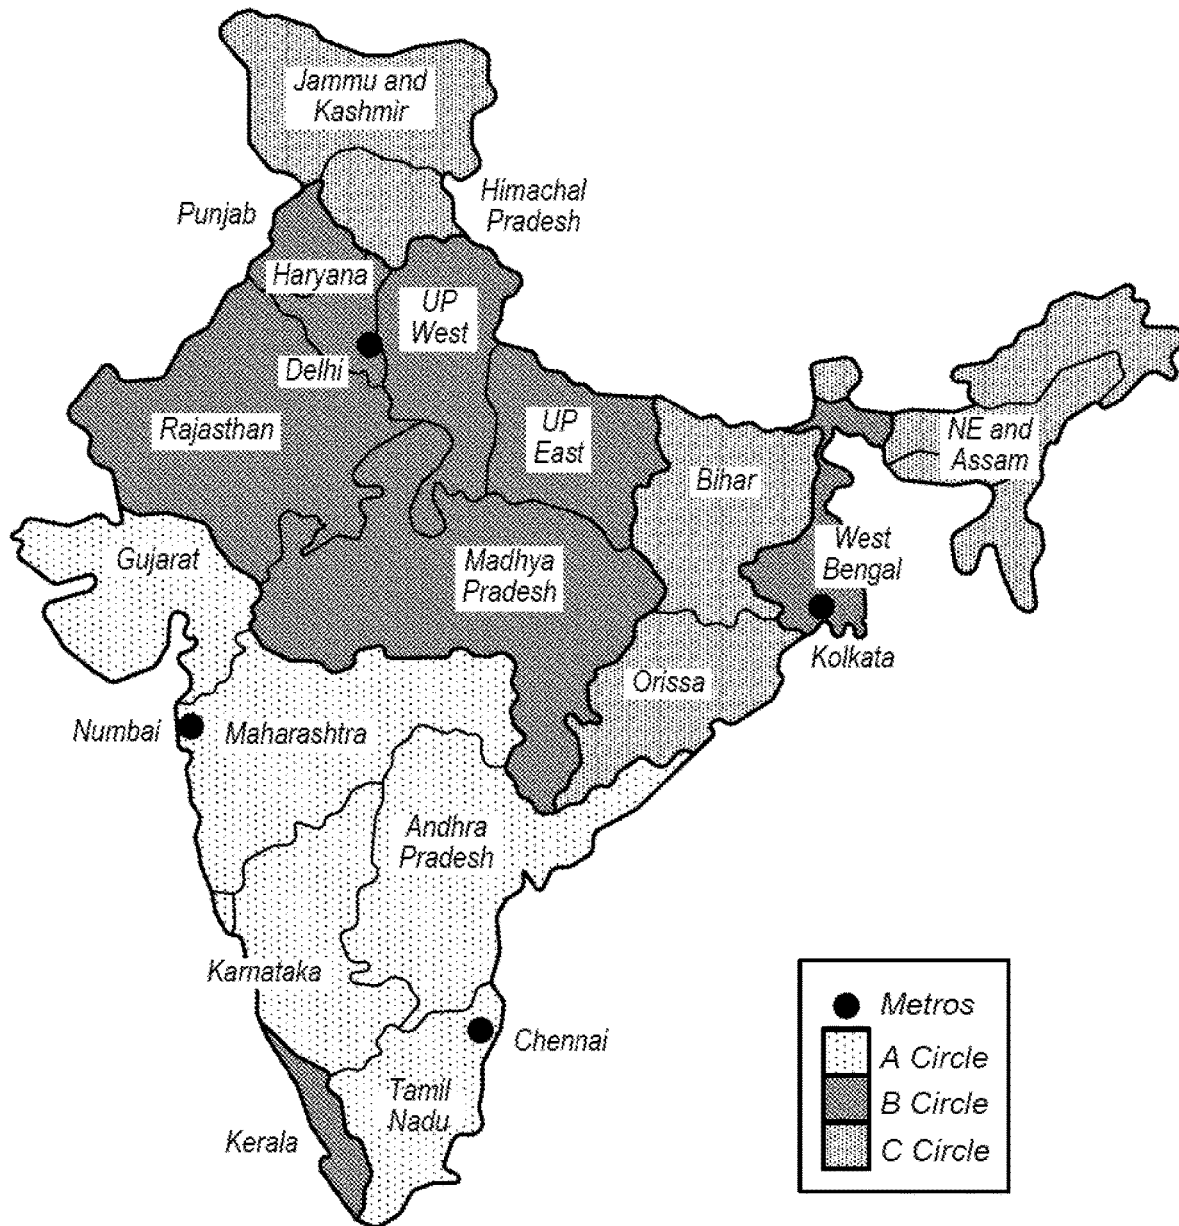 Jammu and
Kashmir
Himachal
Pradesh
Punjab
Haryana
UP
West
Delhi
Rajasthan
UP
East
Bihar
NE and
Assam
Gujarat
Madhya
Pradesh
West
Bengal
Kolkata
Orissa
Numbai
Maharashtra
Andhra
Pradesh
Karnataka
Chennai
Tamil
Nadu
Kerala
Metros
A Circle
B Circle
C Circle